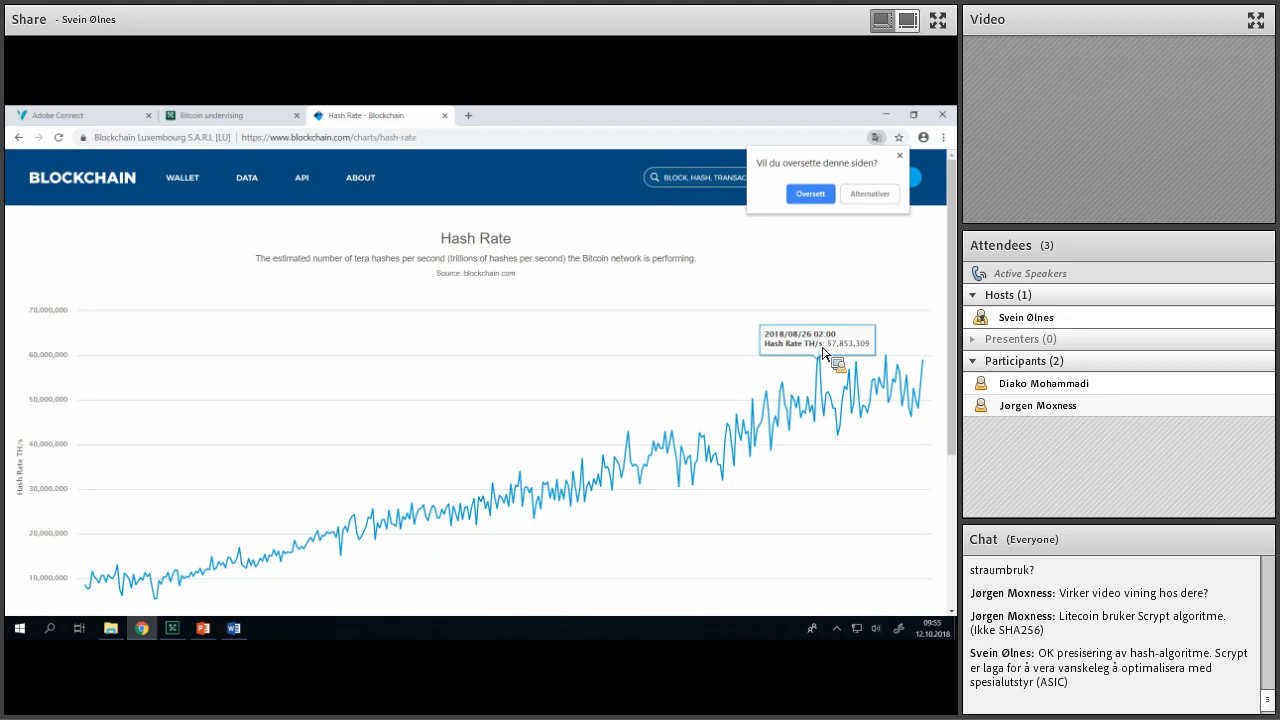 Share - Svein Ølnes
Video
Adobe Connect
Bitcoin undervising
Hash Rate - Blockchain
Blockchain Luxembourg S.A.R.L [LU]
https://www.blockchain.com/charts/hash-rate
Vil du oversette denne siden?
Oversett
Alternativer
BLOCKCHAIN
WALLET
DATA
API
ABOUT
BLOCK, HASH, TRANSAC
Hash Rate
The estimated number of tera hashes per second (trillions of hashes per second) the Bitcoin network is performing.
Source: blockchain.com
70,000,000
60,000,000
50,000,000
40,000,000
30,000,000
20,000,000
10,000,000
Hash Rate TH/s
2018/08/26 02:00
Hash Rate TH/s: 57,853,309
09:55
12.10.2018
Attendees (3)
Active Speakers
Hosts (1)
Svein Ølnes
Presenters (0)
Participants (2)
Diako Mohammadi
Jørgen Moxness
Chat (Everyone)
straumbruk?
Jørgen Moxness: Virker video vining hos dere?
Jørgen Moxness: Litecoin bruker Scrypt algoritme.
(Ikke SHA256)
Svein Ølnes: OK presisering av hash-algoritme. Scrypt
er laga for å vera vanskeleg å optimalisera med
spesialutstyr (ASIC)